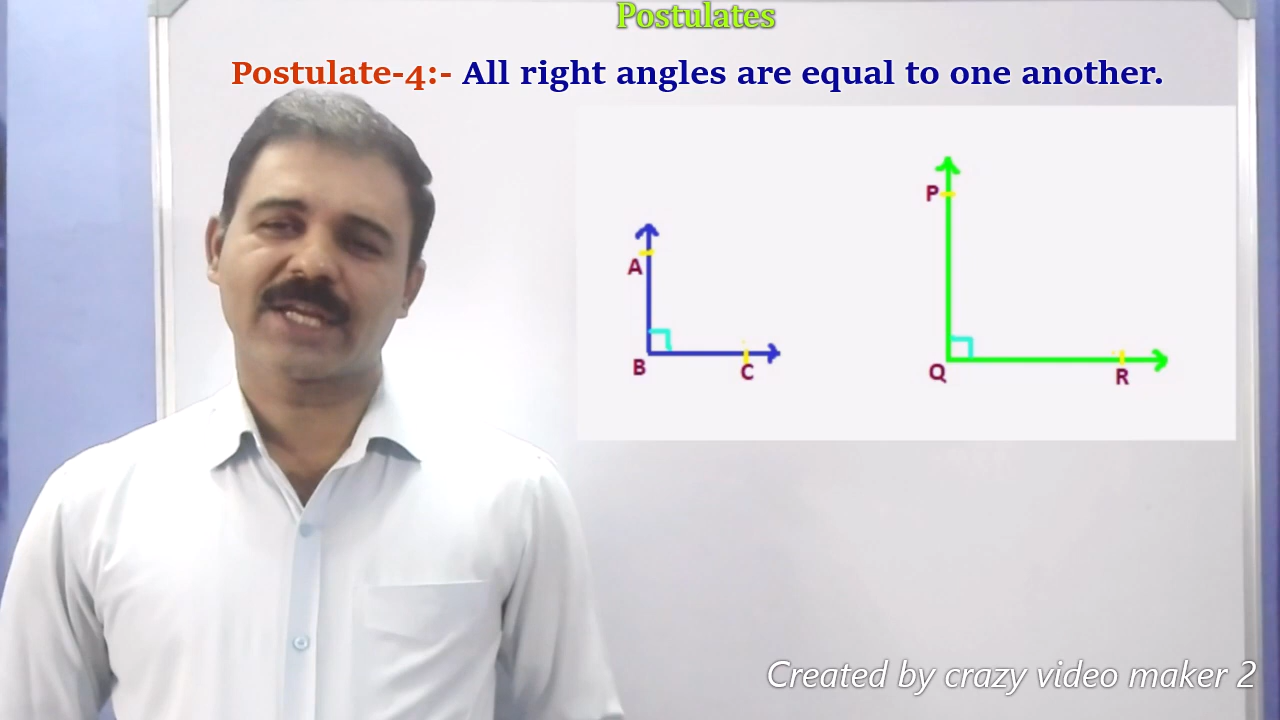 Postulates
Postulate-4:- All right angles are equal to one another.
P
A
B
C
Q
R
Created by crazy video maker 2